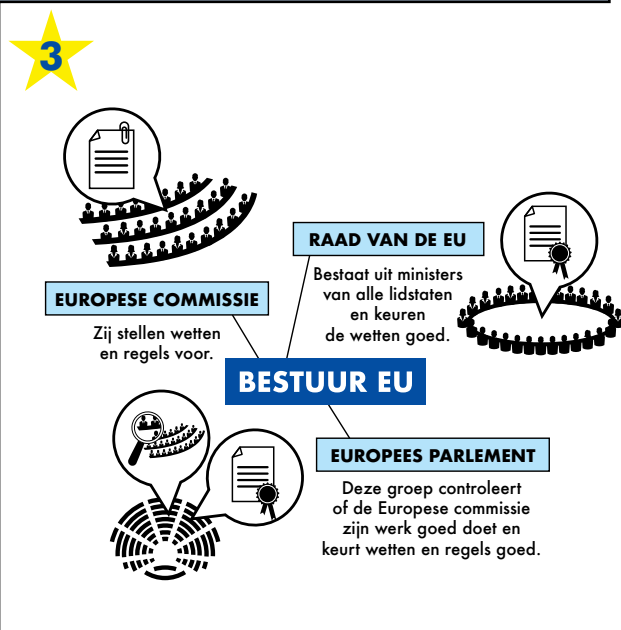 3
RAAD VAN DE EU
Bestaat uit ministers
van alle lidstaten
en keuren
de wetten goed.
EUROPESE COMMISSIE
Zij stellen wetten
en regels voor.
BESTUUR EU
EUROPEES PARLEMENT
Deze groep controleert
of de Europese commissie
zijn werk goed doet en
keurt wetten en regels goed.